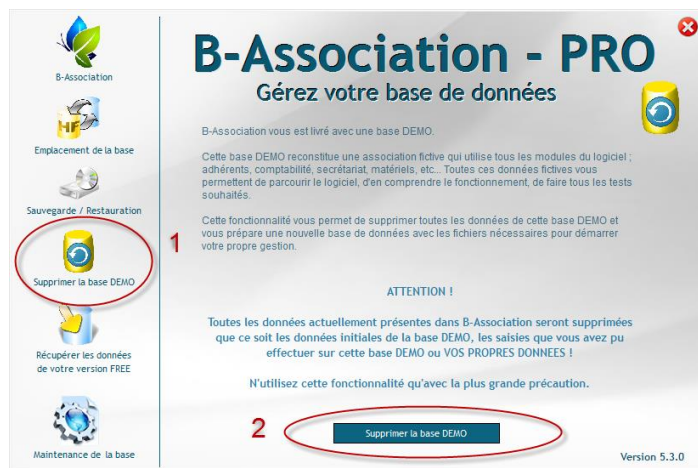 B-Association
Emplacement de la base
Sauvegarde / Restauration
1
Supprimer la base DEMO
Récupérer les données
de votre version FREE
Maintenance de la base
B-Association - PRO
Gérez votre base de données
B-Association vous est livré avec une base DEMO.
Cette base DEMO reconstitue une association fictive qui utilise tous les modules du logiciel ;
adhérents, comptabilité, secrétariat, matériels, etc... Toutes ces données fictives vous
permettent de parcourir le logiciel, d'en comprendre le fonctionnement, de faire tous les tests
souhaités.
Cette fonctionnalité vous permet de supprimer toutes les données de cette base DEMO et
vous prépare une nouvelle base de données avec les fichiers nécessaires pour démarrer
votre propre gestion.
ATTENTION !
Toutes les données actuellement présentes dans B-Association seront supprimées
que ce soit les données initiales de la base DEMO, les saisies que vous avez pu
effectuer sur cette base DEMO ou VOS PROPRES DONNEES !
N'utilisez cette fonctionnalité qu'avec la plus grande précaution.
2
Supprimer la base DEMO
Version 5.3.0
HF